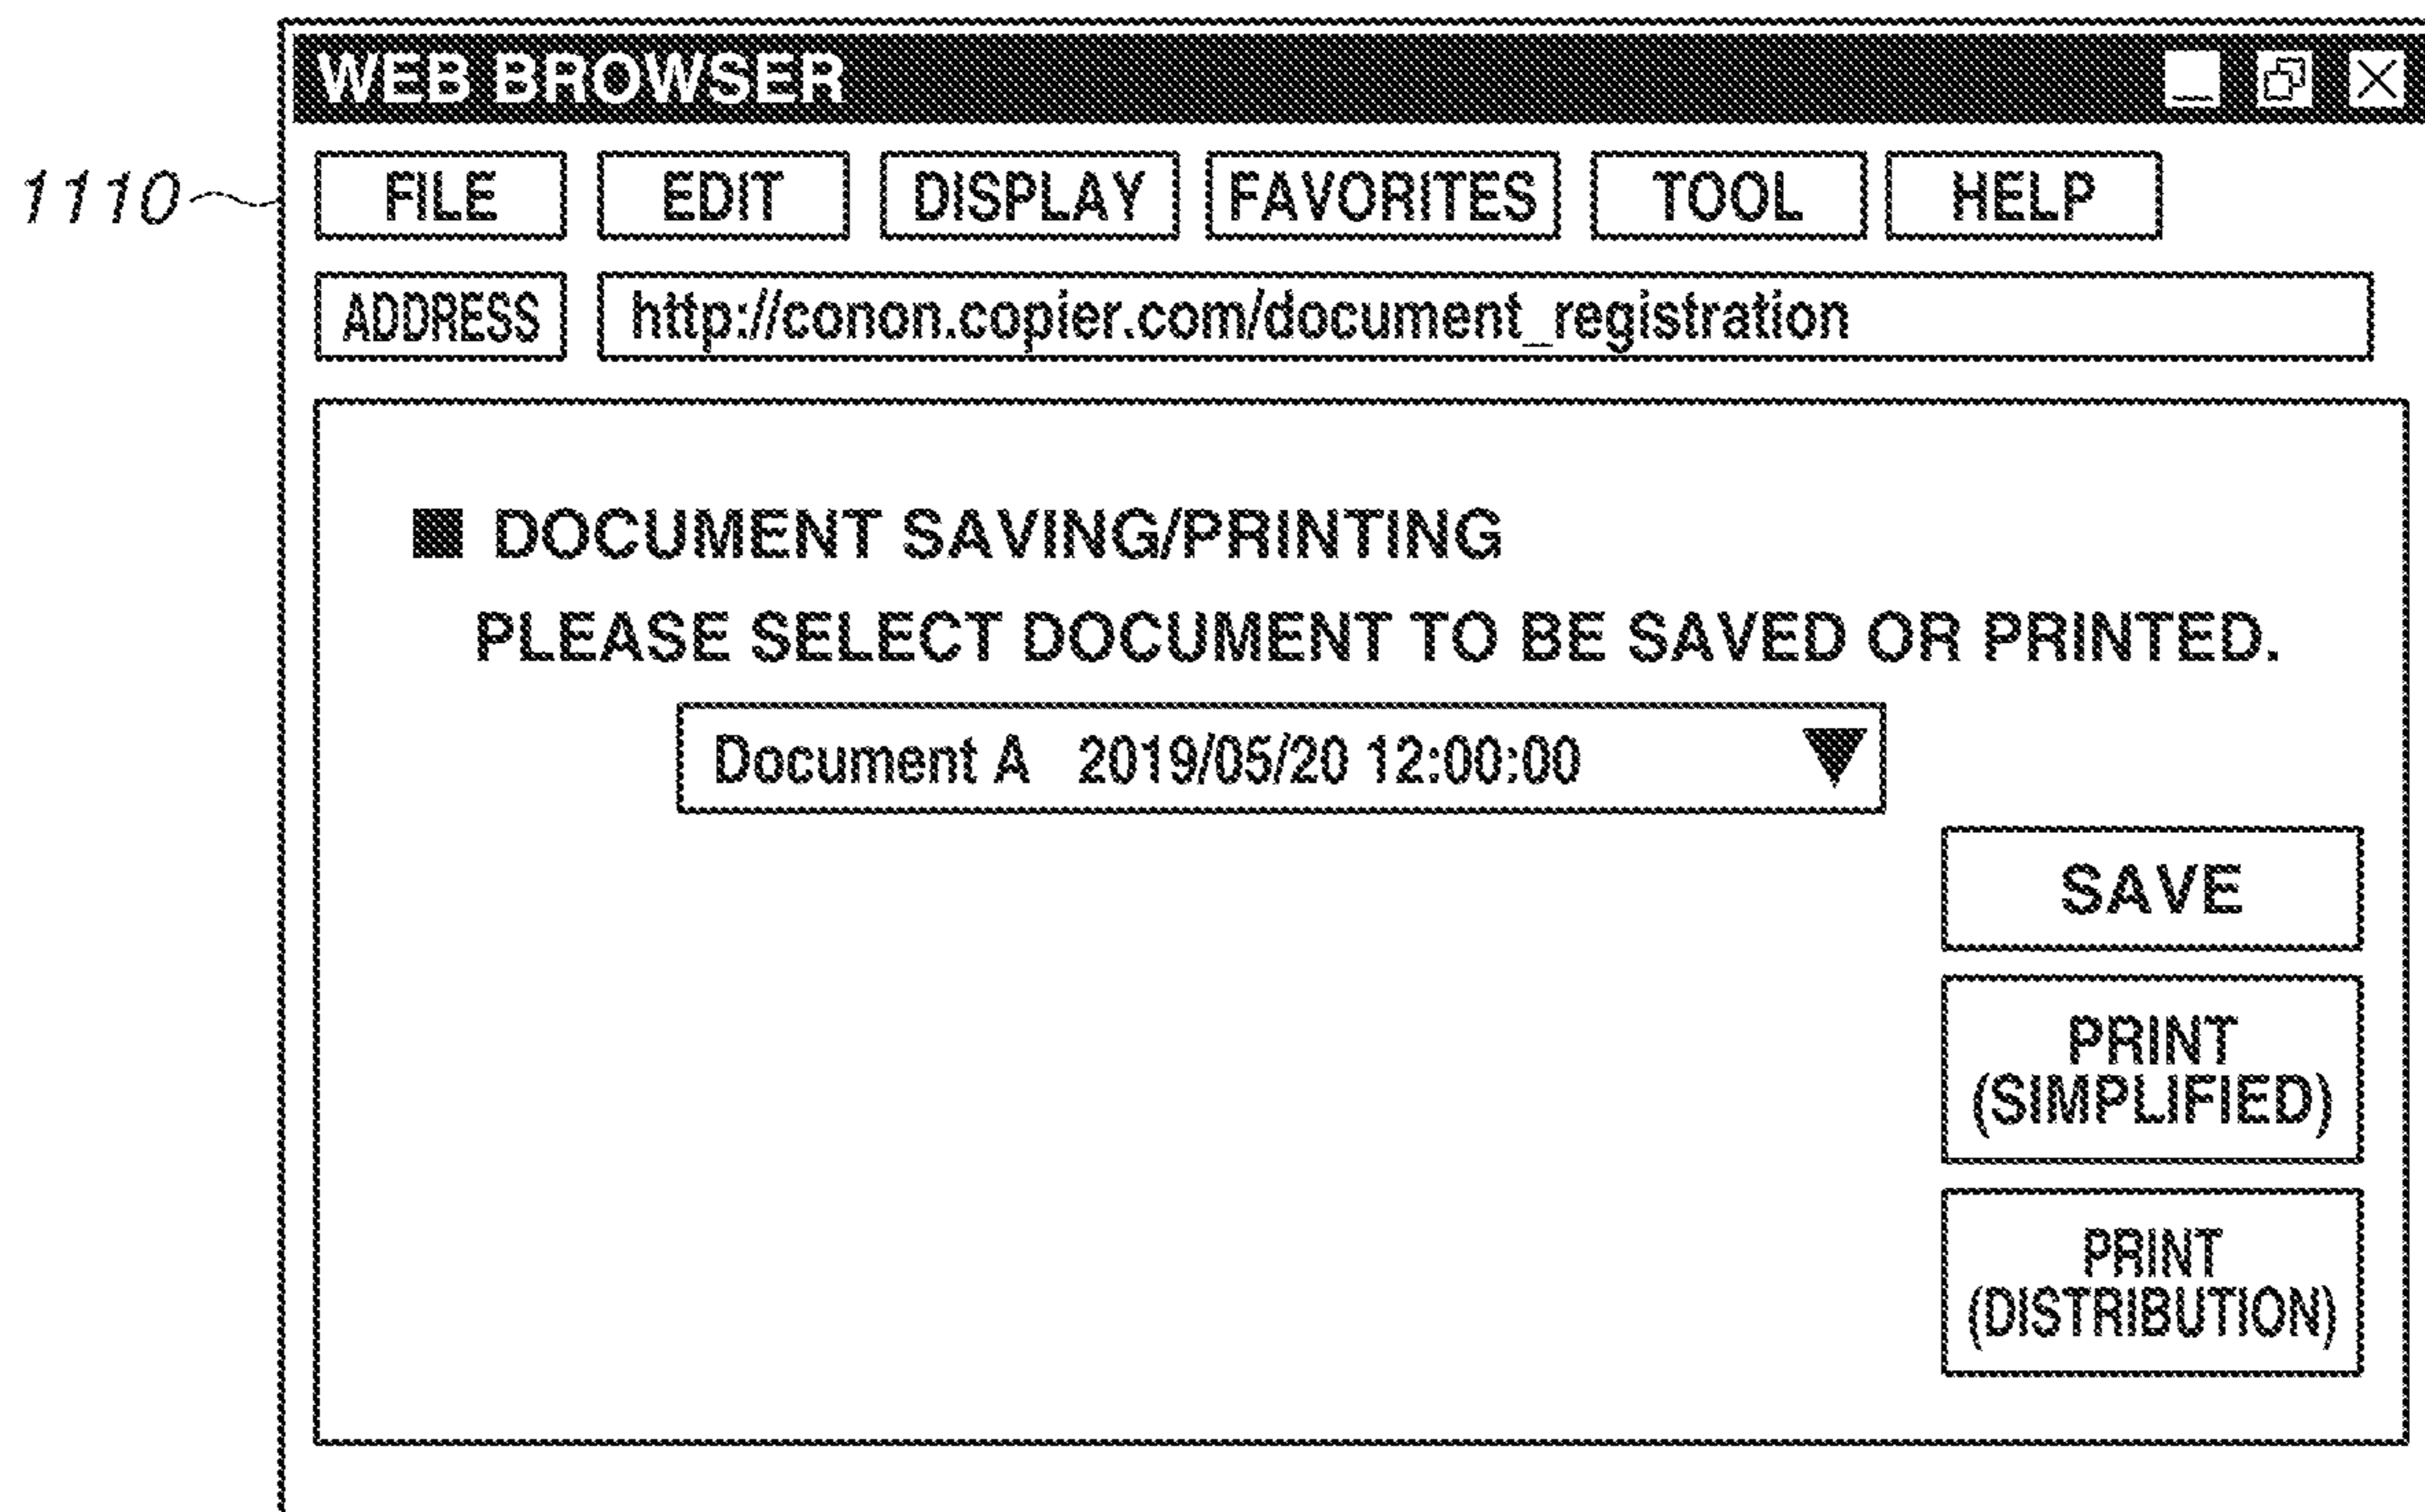 WEB BROWSER
1110
FILE EDIT DISPLAY FAVORITES TOOL HELP
ADDRESS http://conon.copier.com/document_registration
DOCUMENT SAVING/PRINTING
PLEASE SELECT DOCUMENT TO BE SAVED OR PRINTED.
Document A 2019/05/20 12:00:00
SAVE
PRINT
(SIMPLIFIED)
PRINT
(DISTRIBUTION)